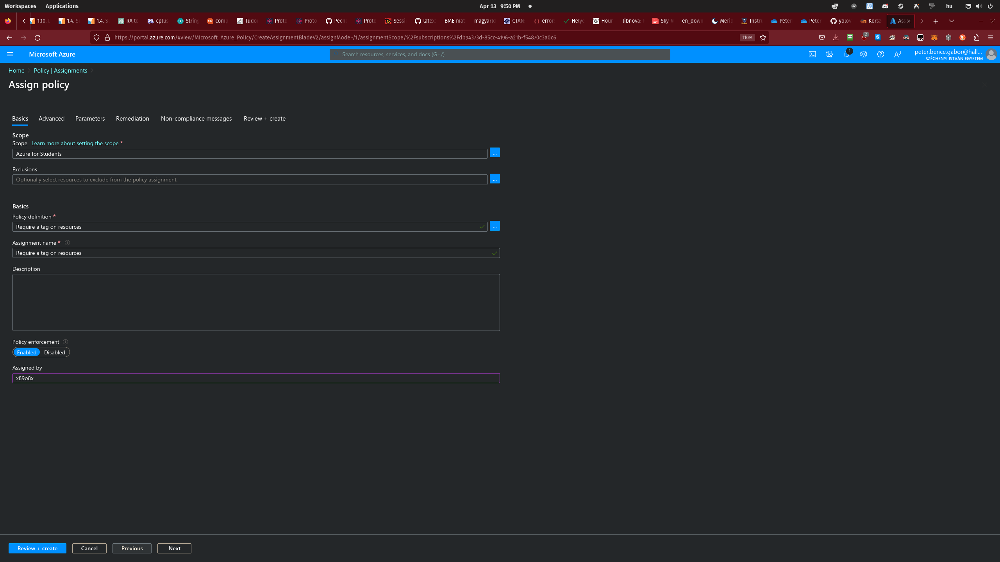 Workspaces Applications Apr 13 9:50 PM hu
1.10. 1.4. 1.4. RA to cplus String comp Tudo Proto Proto Pecne Proto Sessi latex BME mat magyarld CTAN: errors Helye Hour libnova: Sky-W en_down Merid Instru Peter Peter yolov Korsz Ass
https://portal.azure.com/#view/Microsoft_Azure_Policy/CreateAssignmentBladeV2/assignMode~/1/assignmentScope/%2Fsubscriptions%2Fdb94373d-85cc-4196-a21b-f54870c3a0c6 110% 2
Microsoft Azure Search resources, services, and docs (G+/) 1 peter.bence.gabor@hall...
SZÉCHENYI ISTVÁN EGYETEM
Home Policy | Assignments
Assign policy
Basics Advanced Parameters Remediation Non-compliance messages Review + create
Scope
Scope Learn more about setting the scope *
Azure for Students ...
Exclusions
Optionally select resources to exclude from the policy assignment. ...
Basics
Policy definition *
Require a tag on resources ...
Assignment name *
Require a tag on resources
Description
Policy enforcement
Enabled Disabled
Assigned by
x89o8x
Review + create Cancel Previous Next